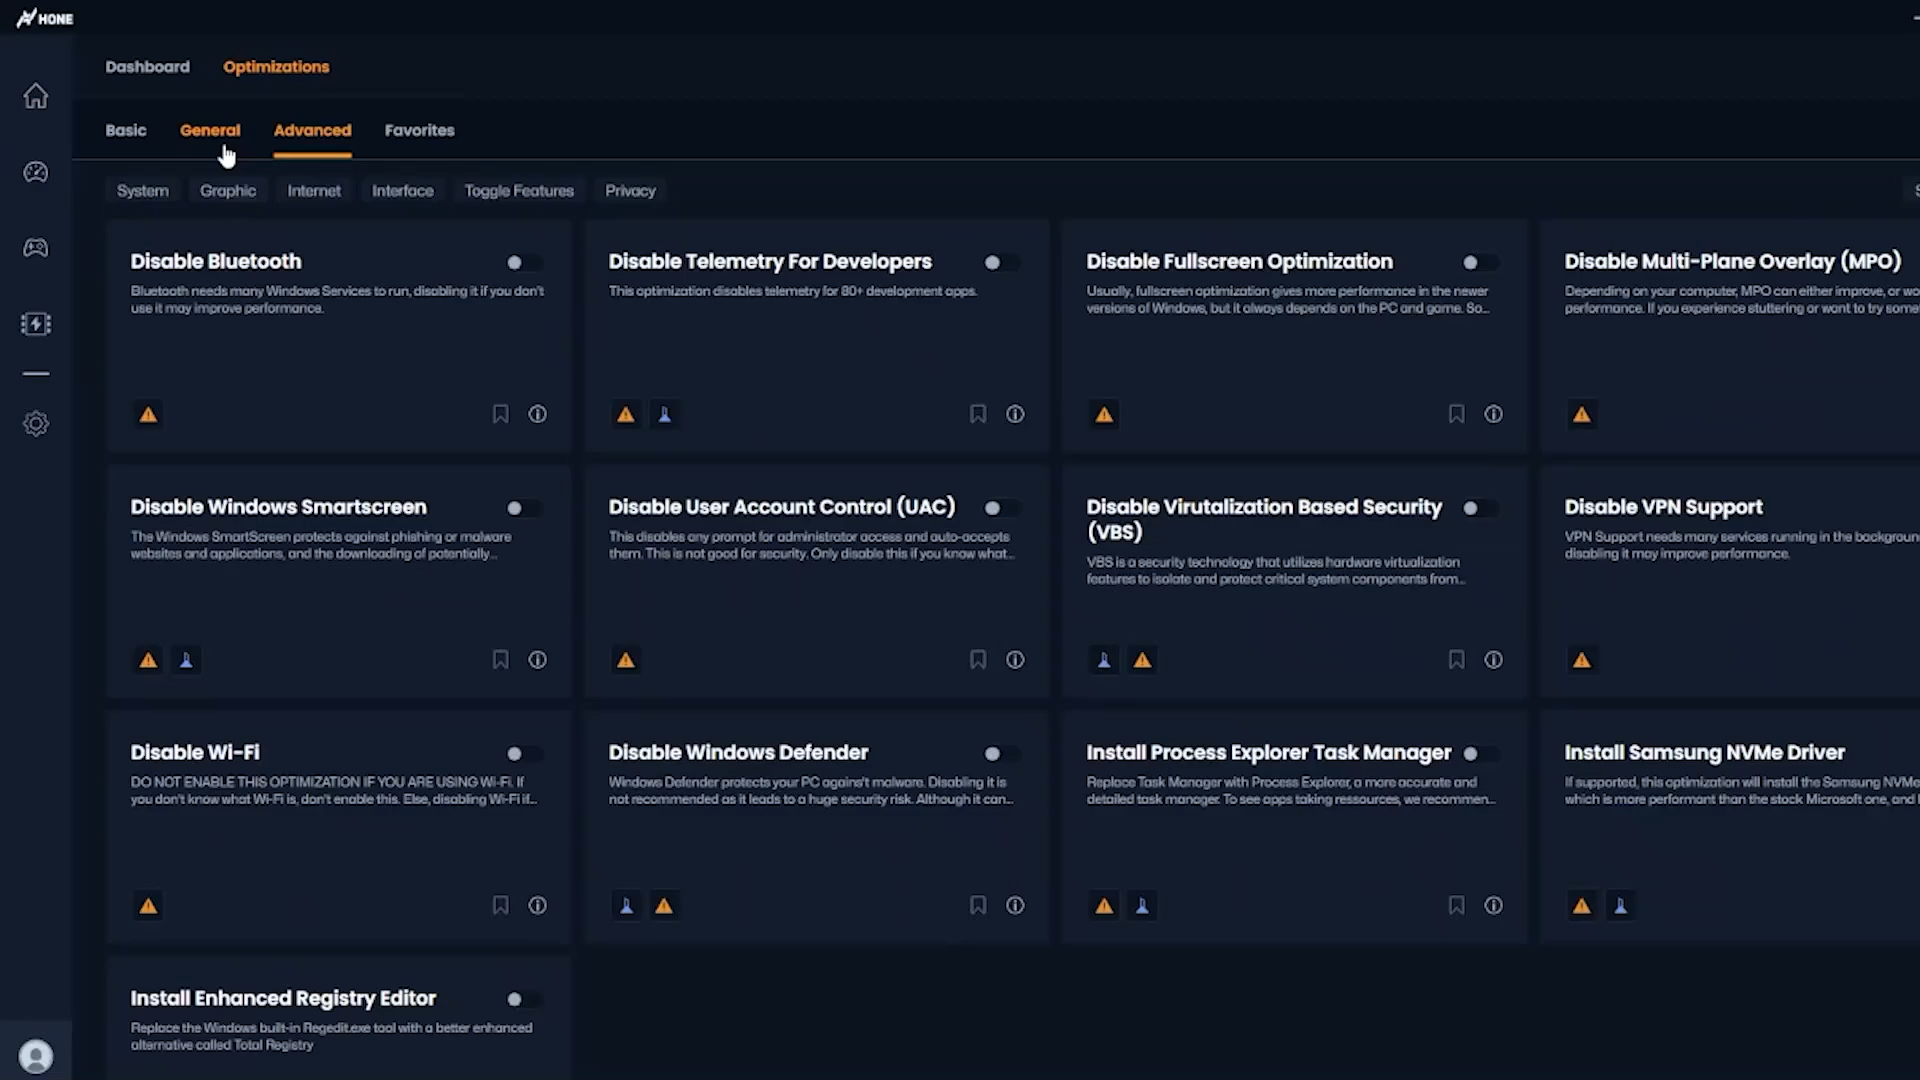 HONE
Dashboard Optimizations
Basic General Advanced Favorites
System Graphic Internet Interface Toggle Features Privacy
Disable Bluetooth
Bluetooth needs many Windows Services to run, disabling it if you don't
use it may improve performance.
Disable Telemetry For Developers
This optimization disables telemetry for 80+ development apps.
Disable Fullscreen Optimization
Usually, fullscreen optimization gives more performance in the newer
versions of Windows, but it always depends on the PC and game. So...
Disable Multi-Plane Overlay (MPO)
Depending on your computer, MPO can either improve, or wo
performance. If you experience stuttering or want to try some
Disable Windows Smartscreen
The Windows SmartScreen protects against phishing or malware
websites and applications, and the downloading of potentially...
Disable User Account Control (UAC)
This disables any prompt for administrator access and auto-accepts
them. This is not good for security. Only disable this if you know what...
Disable Virutalization Based Security
(VBS)
VBS is a security technology that utilizes hardware virtualization
features to isolate and protect critical system components from...
Disable VPN Support
VPN Support needs many services running in the background
disabling it may improve performance.
Disable Wi-Fi
DO NOT ENABLE THIS OPTIMIZATION IF YOU ARE USING Wi-Fi. If
you don't know what Wi-Fi is, don't enable this. Else, disabling Wi-Fi if...
Disable Windows Defender
Windows Defender protects your PC against malware. Disabling it is
not recommended as it leads to a huge security risk. Although it can...
Install Process Explorer Task Manager
Replace Task Manager with Process Explorer, a more accurate and
detailed task manager. To see apps taking ressources, we recommen...
Install Samsung NVMe Driver
If supported, this optimization will install the Samsung NVMe
which is more performant than the stock Microsoft one, and
Install Enhanced Registry Editor
Replace the Windows built-in Regedit.exe tool with a better enhanced
alternative called Total Registry